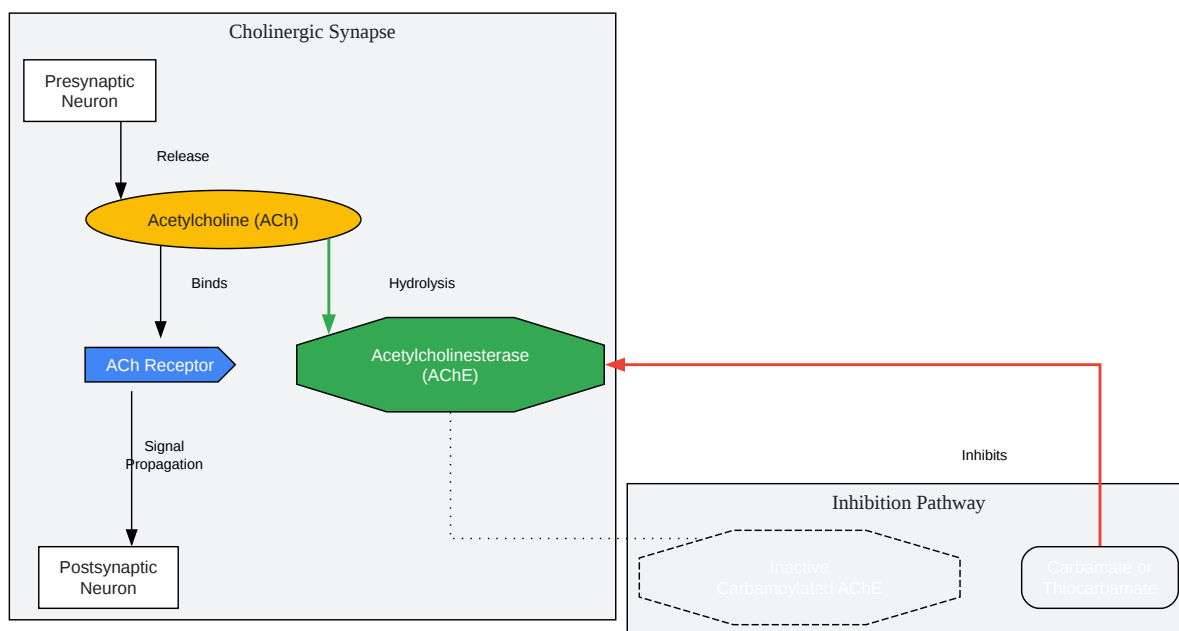 Cholinergic Synapse
Presynaptic
Neuron
Release
Acetylcholine (ACh)
Binds
Hydrolysis
ACh Receptor
Acetylcholinesterase
(AChE)
Signal
Propagation
Inhibits
Postsynaptic
Neuron
Inhibition Pathway
Inactive
Carbamoylated AChE
Carbamate or
Thiocarbamate